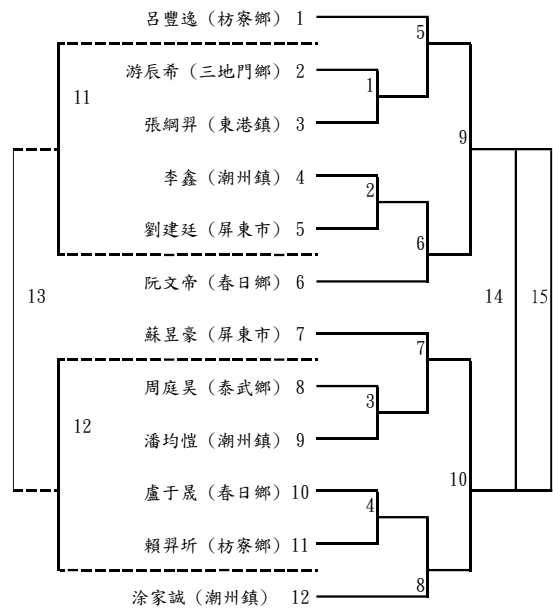 呂豐逸 (枋寮鄉) 1
5
游辰希 (三地門鄉) 2
1
11
張綱羿 (東港鎮) 3
9
李鑫 (潮州鎮) 4
2
劉建廷 (屏東市) 5
6
阮文帝 (春日鄉) 6
13
14
15
蘇昱豪 (屏東市) 7
7
周庭昊 (泰武鄉) 8
3
12
潘均愷 (潮州鎮) 9
10
盧于晟 (春日鄉) 10
4
賴羿圻 (枋寮鄉) 11
8
涂家誠 (潮州鎮) 12